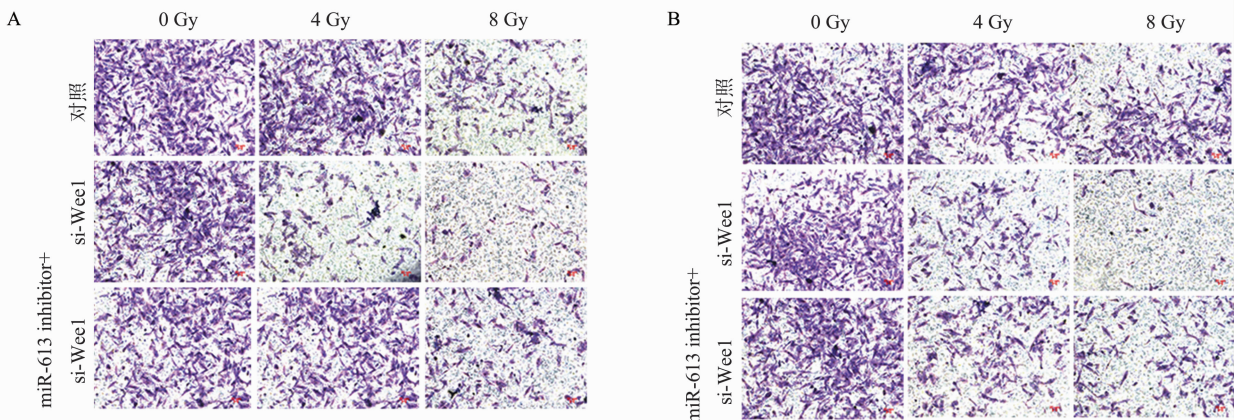 A
0 Gy
4 Gy
8 Gy
对照
si-Wee1
miR-613 inhibitor+
si-Wee1
B
0 Gy
4 Gy
8 Gy
对照
si-Wee1
miR-613 inhibitor+
si-Wee1